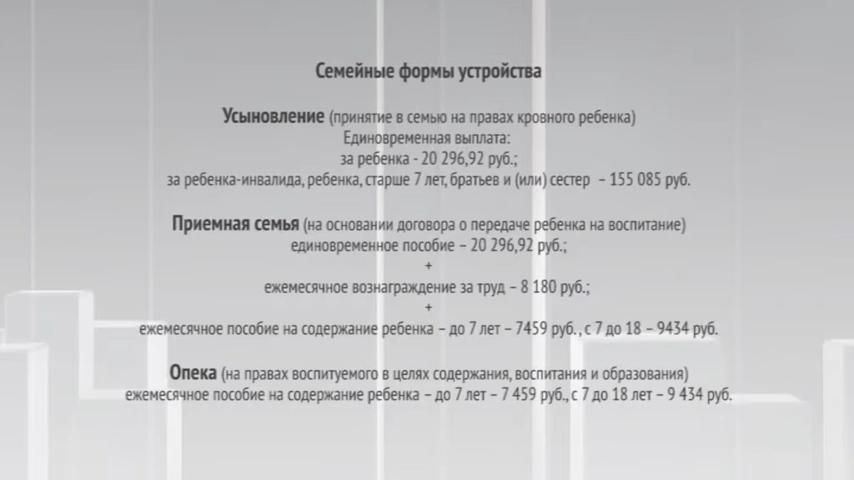 Семейные формы устройства
Усыновление (принятие в семью на правах кровного ребенка)
Единовременная выплата:
за ребенка - 20 296,92 руб.;
за ребенка-инвалида, ребенка, старше 7 лет, братьев и (или) сестер – 155 085 руб.
Приемная семья (на основании договора о передаче ребенка на воспитание)
единовременное пособие – 20 296,92 руб.;
+
ежемесячное вознаграждение за труд – 8 180 руб.;
+
ежемесячное пособие на содержание ребенка – до 7 лет – 7459 руб., с 7 до 18 – 9434 руб.
Опека (на правах воспитуемого в целях содержания, воспитания и образования)
ежемесячное пособие на содержание ребенка – до 7 лет – 7 459 руб., с 7 до 18 лет – 9 434 руб.